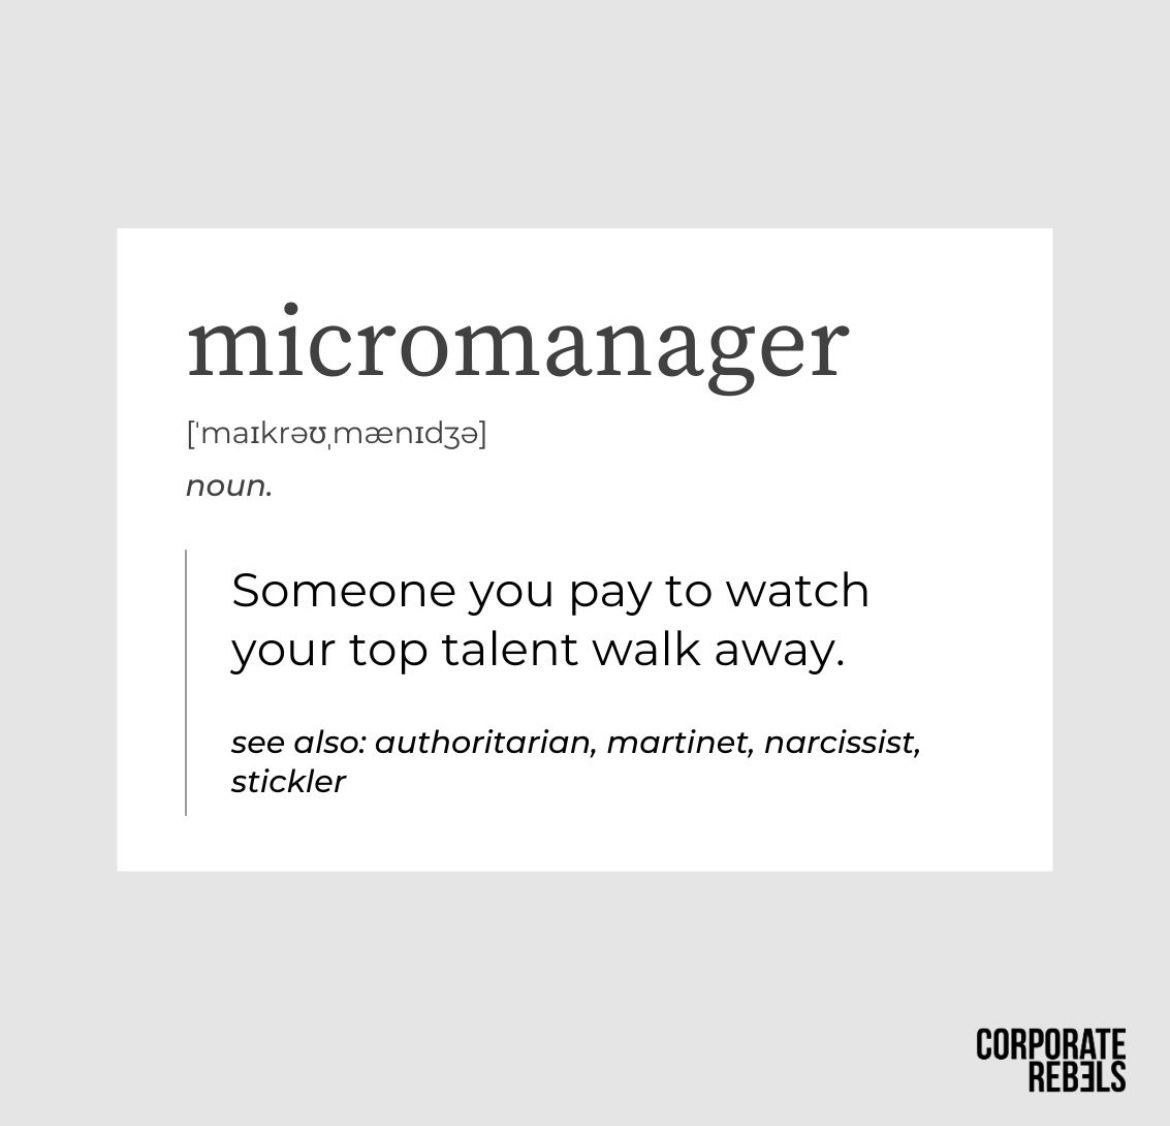 micromanager
[ˈmaɪkrəʊˌmænɪdʒə]
noun.
Someone you pay to watch
your top talent walk away.
see also: authoritarian, martinet, narcissist,
stickler
CORPORATE
REBELS